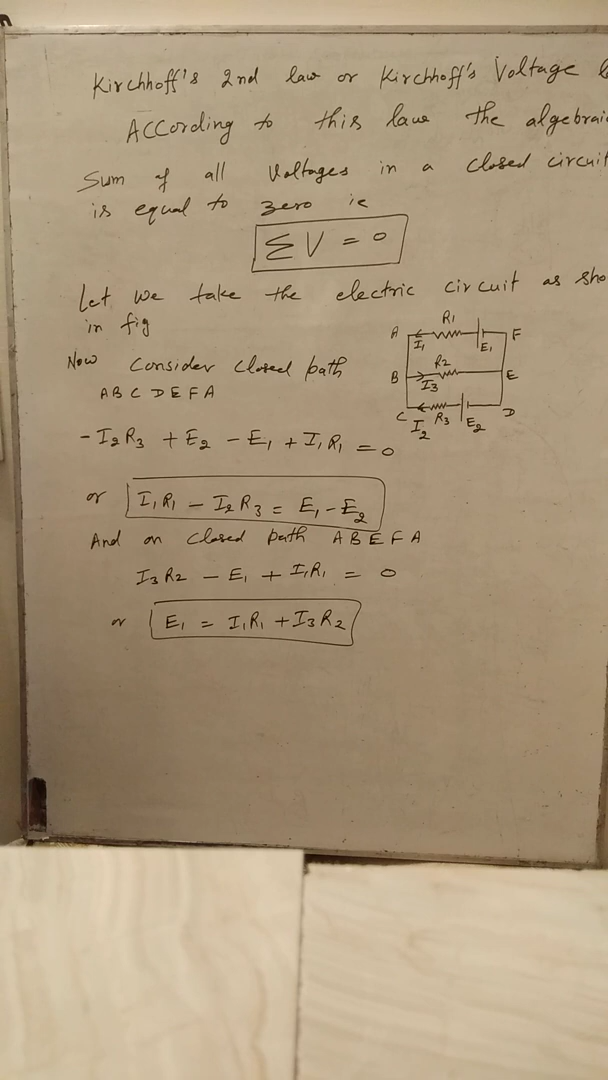 Kirchhoff's 2nd law or Kirchhoff's Voltage
ACCording to this law the algebrai
Sum of all Voltages in a closed circuit
is equal to zero ie
ΣV = 0
Let we take the electric circuit as sho
in fig
Now Consider Closed path
A B C D E F A
A I₁ R₁ E₁ F
B I₃ R2 E
C I₂ R₃ E₂ D
-I₂R₃ + E₂ - E₁ + I₁R₁ = 0
or I₁R₁ - I₂R₃ = E₁ - E₂
And on Closed path A B E F A
I₃R₂ - E₁ + I₁R₁ = 0
or E₁ = I₁R₁ + I₃R₂